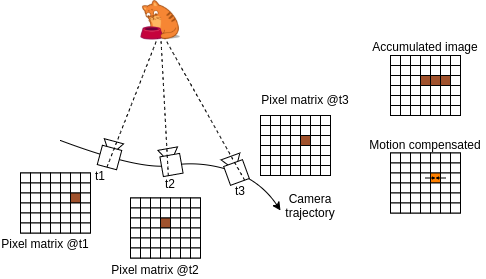 Accumulated image
Pixel matrix @t3
Motion compensated
t1
t2
t3
Camera
trajectory
Pixel matrix @t1
Pixel matrix @t2